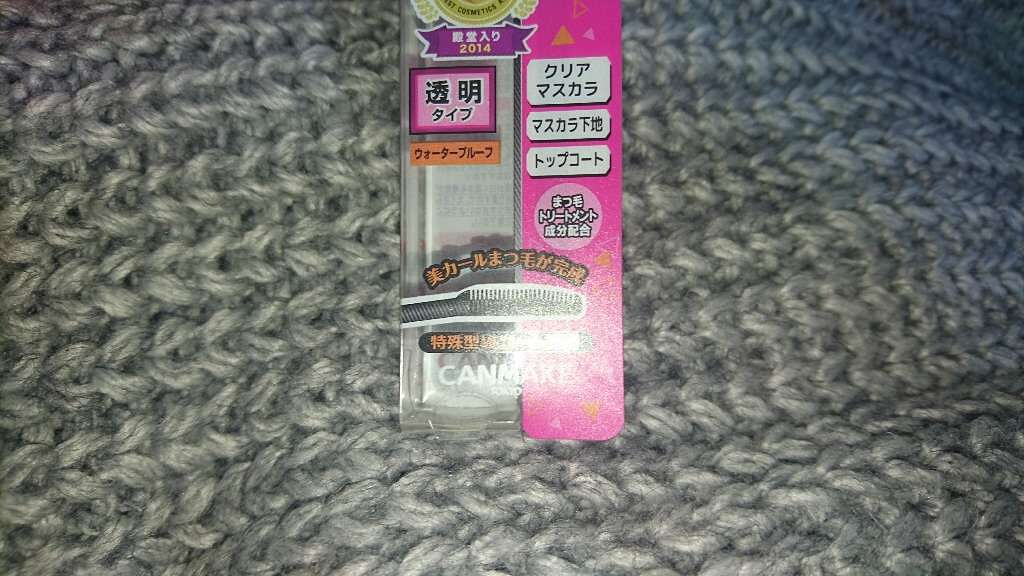 殿堂入り
2014
透明
タイプ
ウォータープルーフ
クリア
マスカラ
マスカラ下地
トップコート
まつ毛
トリートメント
成分配合
美カールまつ毛が完成
特殊型
CANMAKE